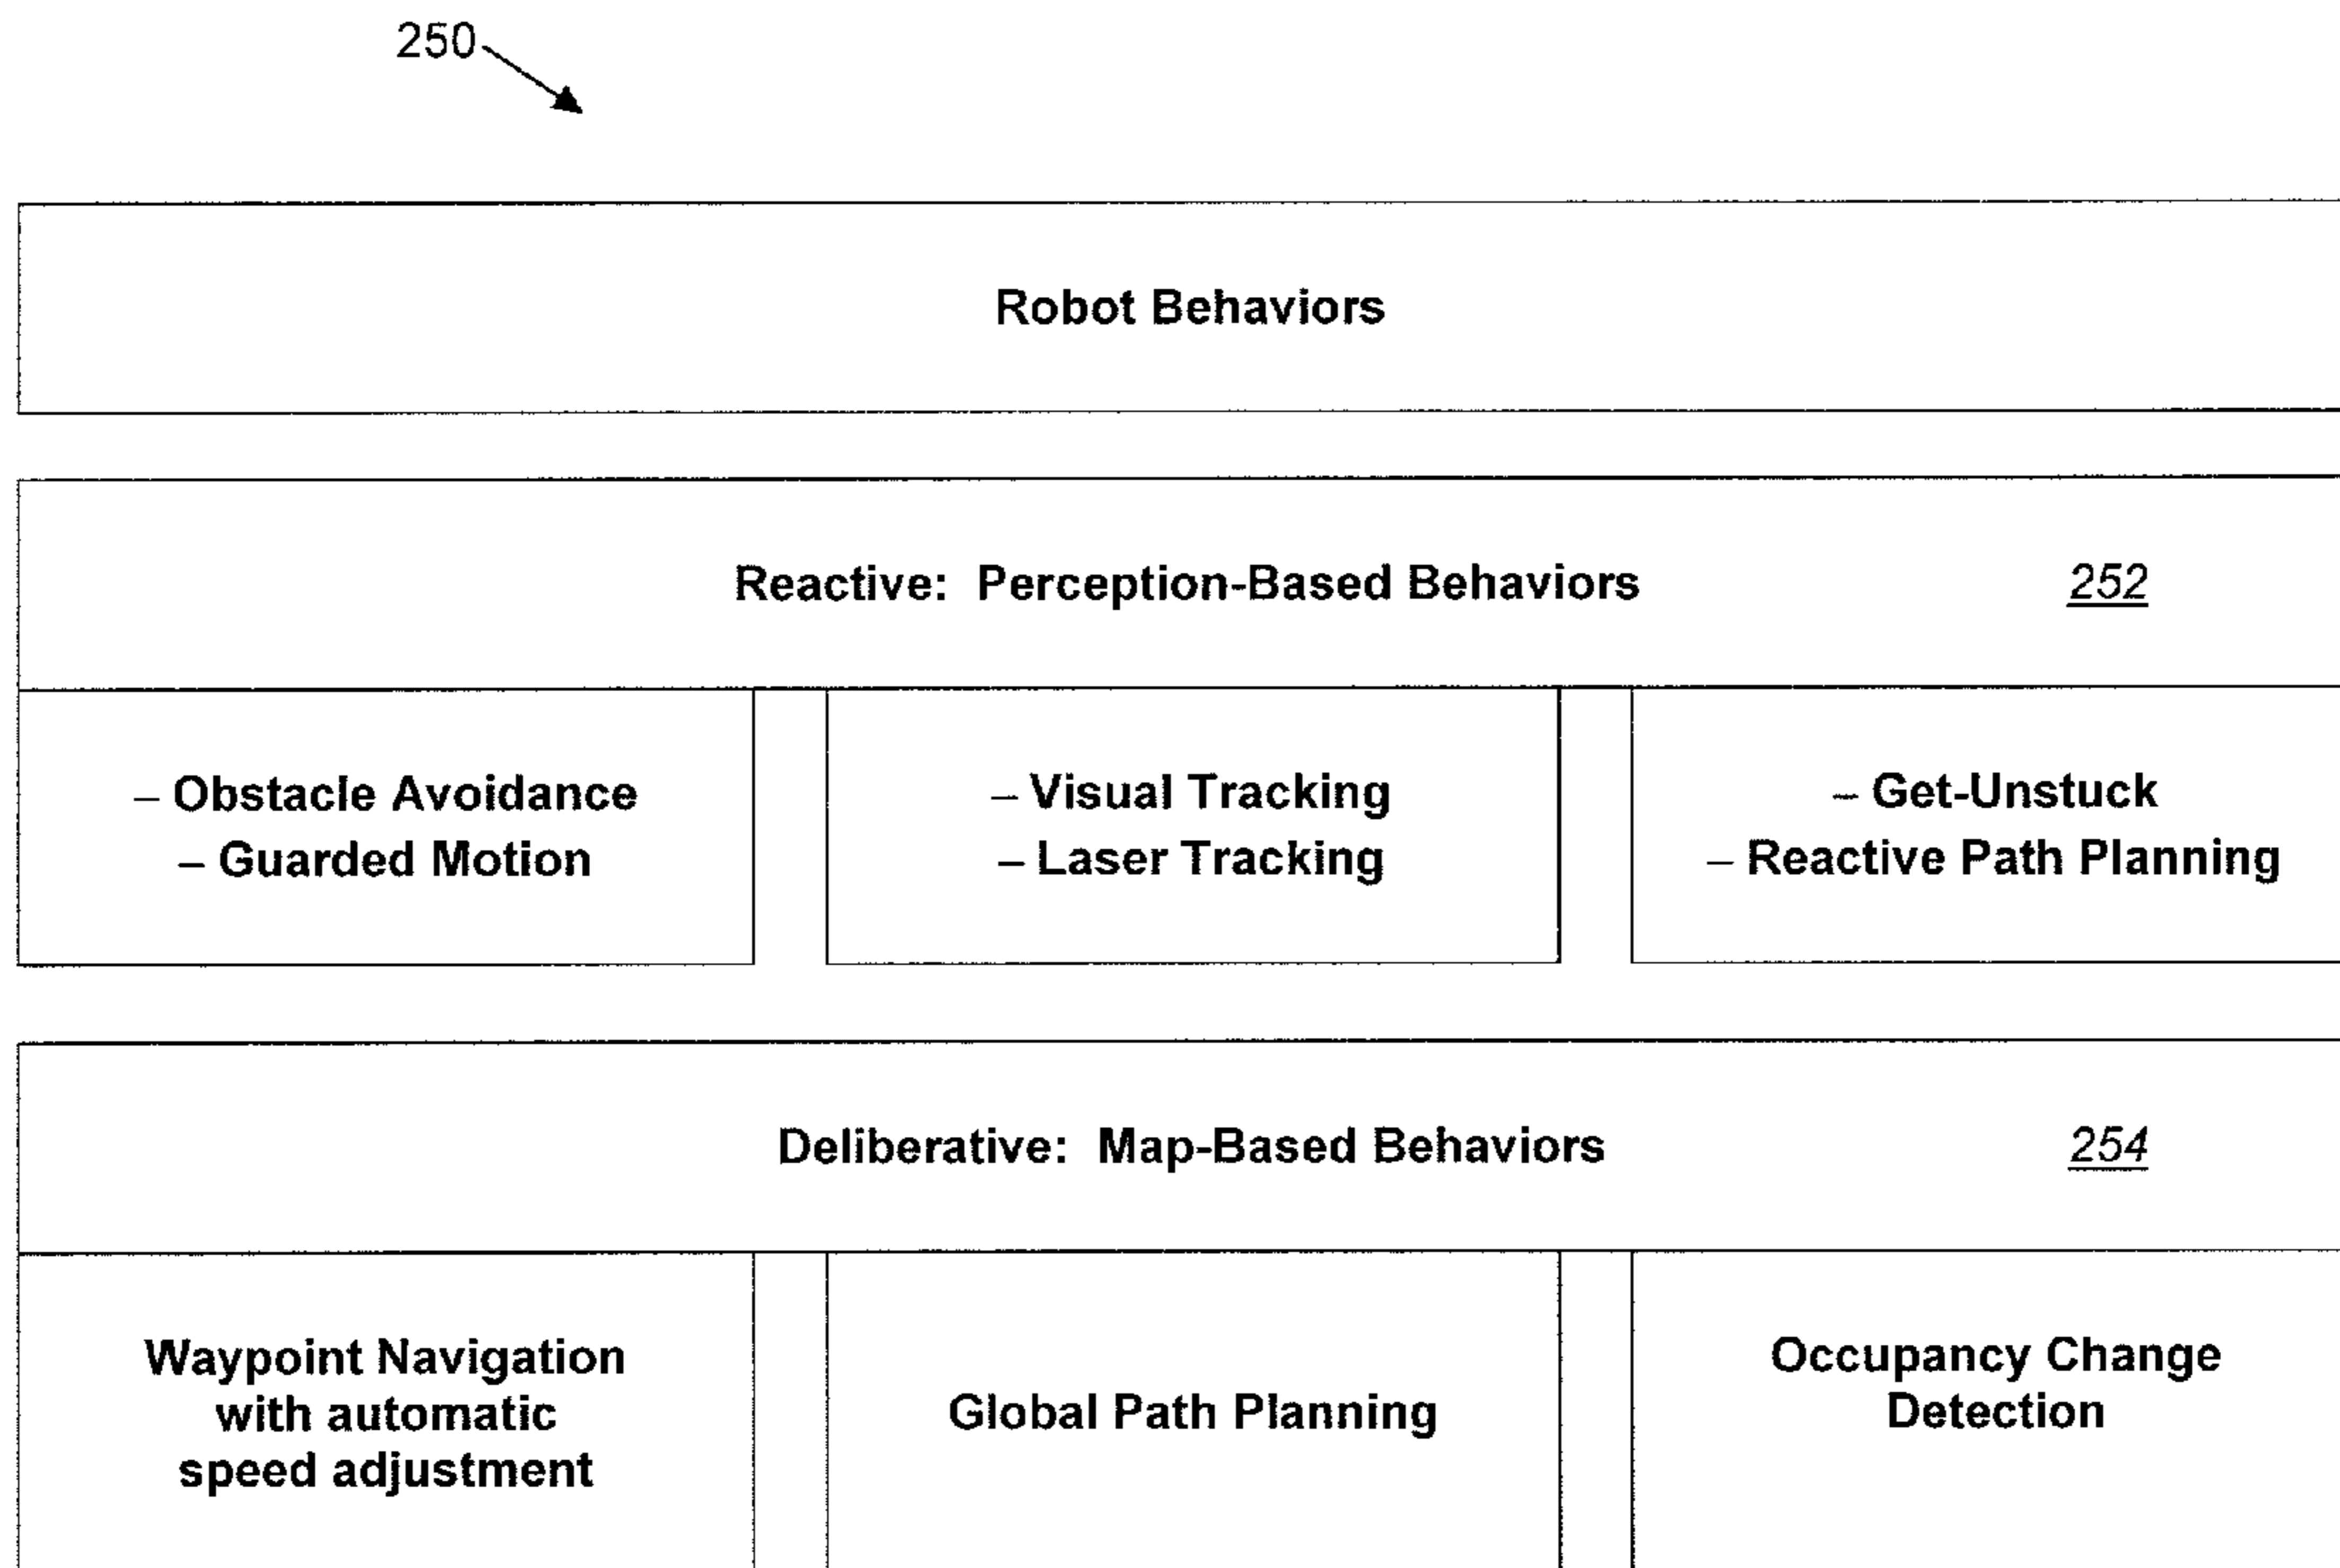 250
Robot Behaviors
Reactive: Perception-Based Behaviors 252
– Obstacle Avoidance
– Guarded Motion
– Visual Tracking
– Laser Tracking
– Get-Unstuck
– Reactive Path Planning
Deliberative: Map-Based Behaviors 254
Waypoint Navigation
with automatic
speed adjustment
Global Path Planning
Occupancy Change
Detection